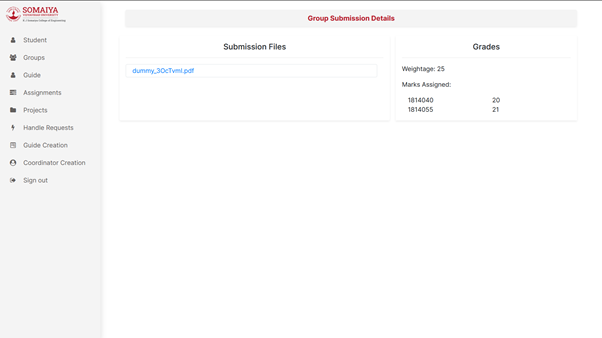 SOMAIYA
VIDYAVIHAR UNIVERSITY
K J Somaiya College of Engineering
Student
Groups
Guide
Assignments
Projects
Handle Requests
Guide Creation
Coordinator Creation
Sign out
Group Submission Details
Submission Files
dummy_3OcTvmI.pdf
Grades
Weightage: 25
Marks Assigned:
1814040 20
1814055 21